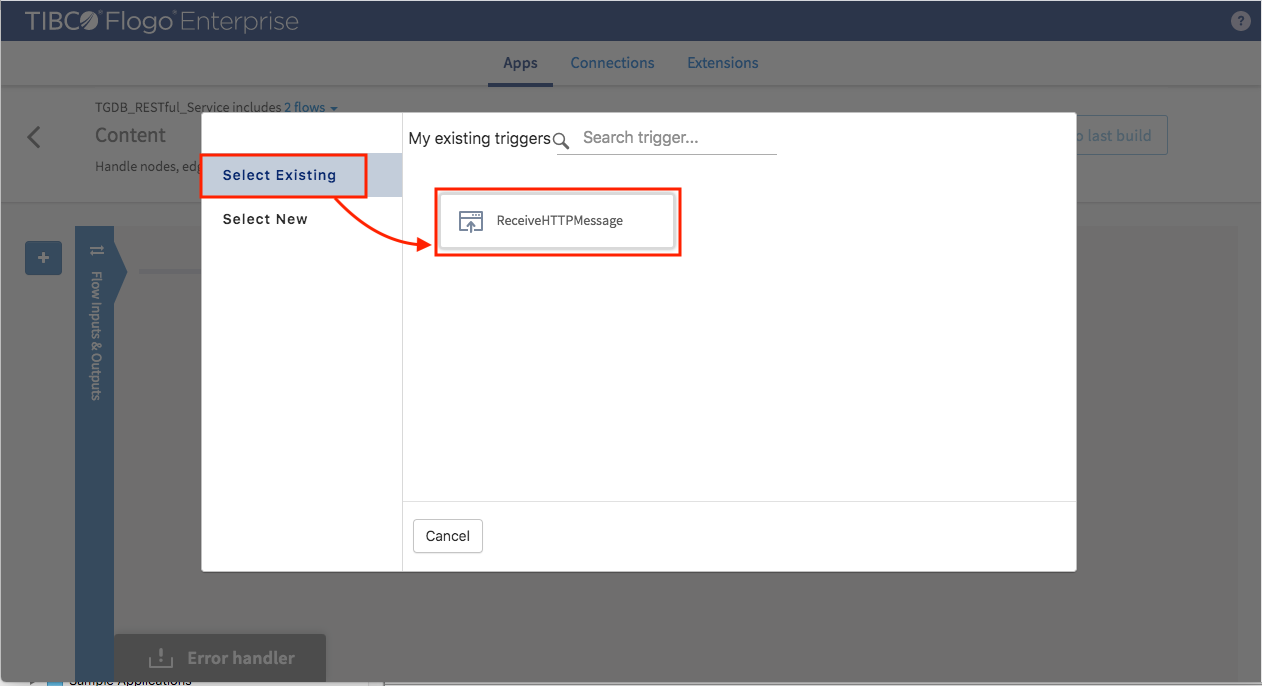 TIBCO® Flogo® Enterprise
?
Apps
Connections
Extensions
TGDB_RESTful_Service includes 2 flows
Content
Handle nodes, edg
o last build
My existing triggers
Search trigger...
Select Existing
Select New
ReceiveHTTPMessage
Flow Inputs & Outputs
Cancel
Error handler
Sample Applications